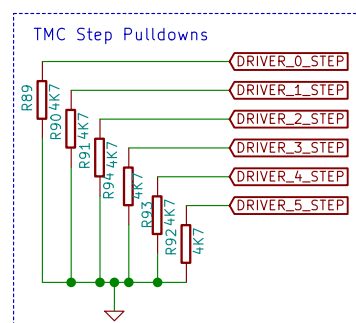 TMC Step Pulldowns
DRIVER_0_STEP
DRIVER_1_STEP
DRIVER_2_STEP
DRIVER_3_STEP
DRIVER_4_STEP
DRIVER_5_STEP
R89
4K7
R90
4K7
R91
4K7
R94
4K7
R93
4K7
R92
4K7